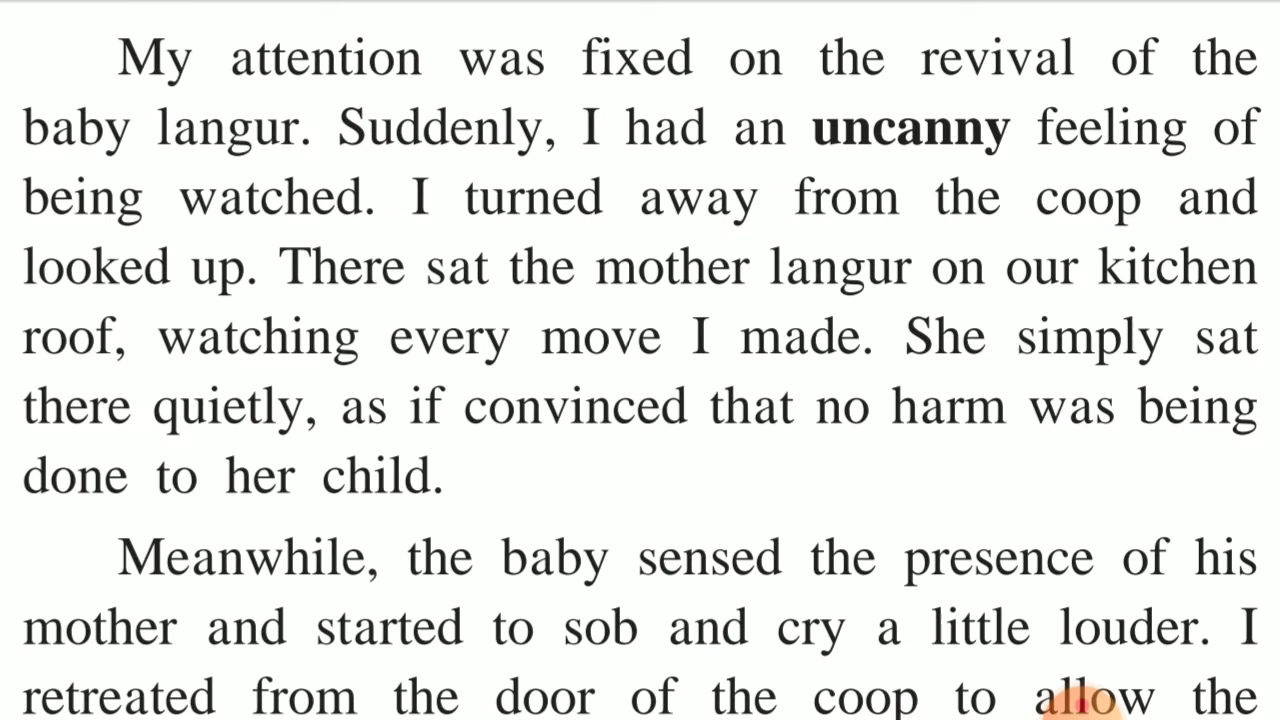 My attention was fixed on the revival of the
baby langur. Suddenly, I had an uncanny feeling of
being watched. I turned away from the coop and
looked up. There sat the mother langur on our kitchen
roof, watching every move I made. She simply sat
there quietly, as if convinced that no harm was being
done to her child.
Meanwhile, the baby sensed the presence of his
mother and started to sob and cry a little louder. I
retreated from the door of the coop to allow the